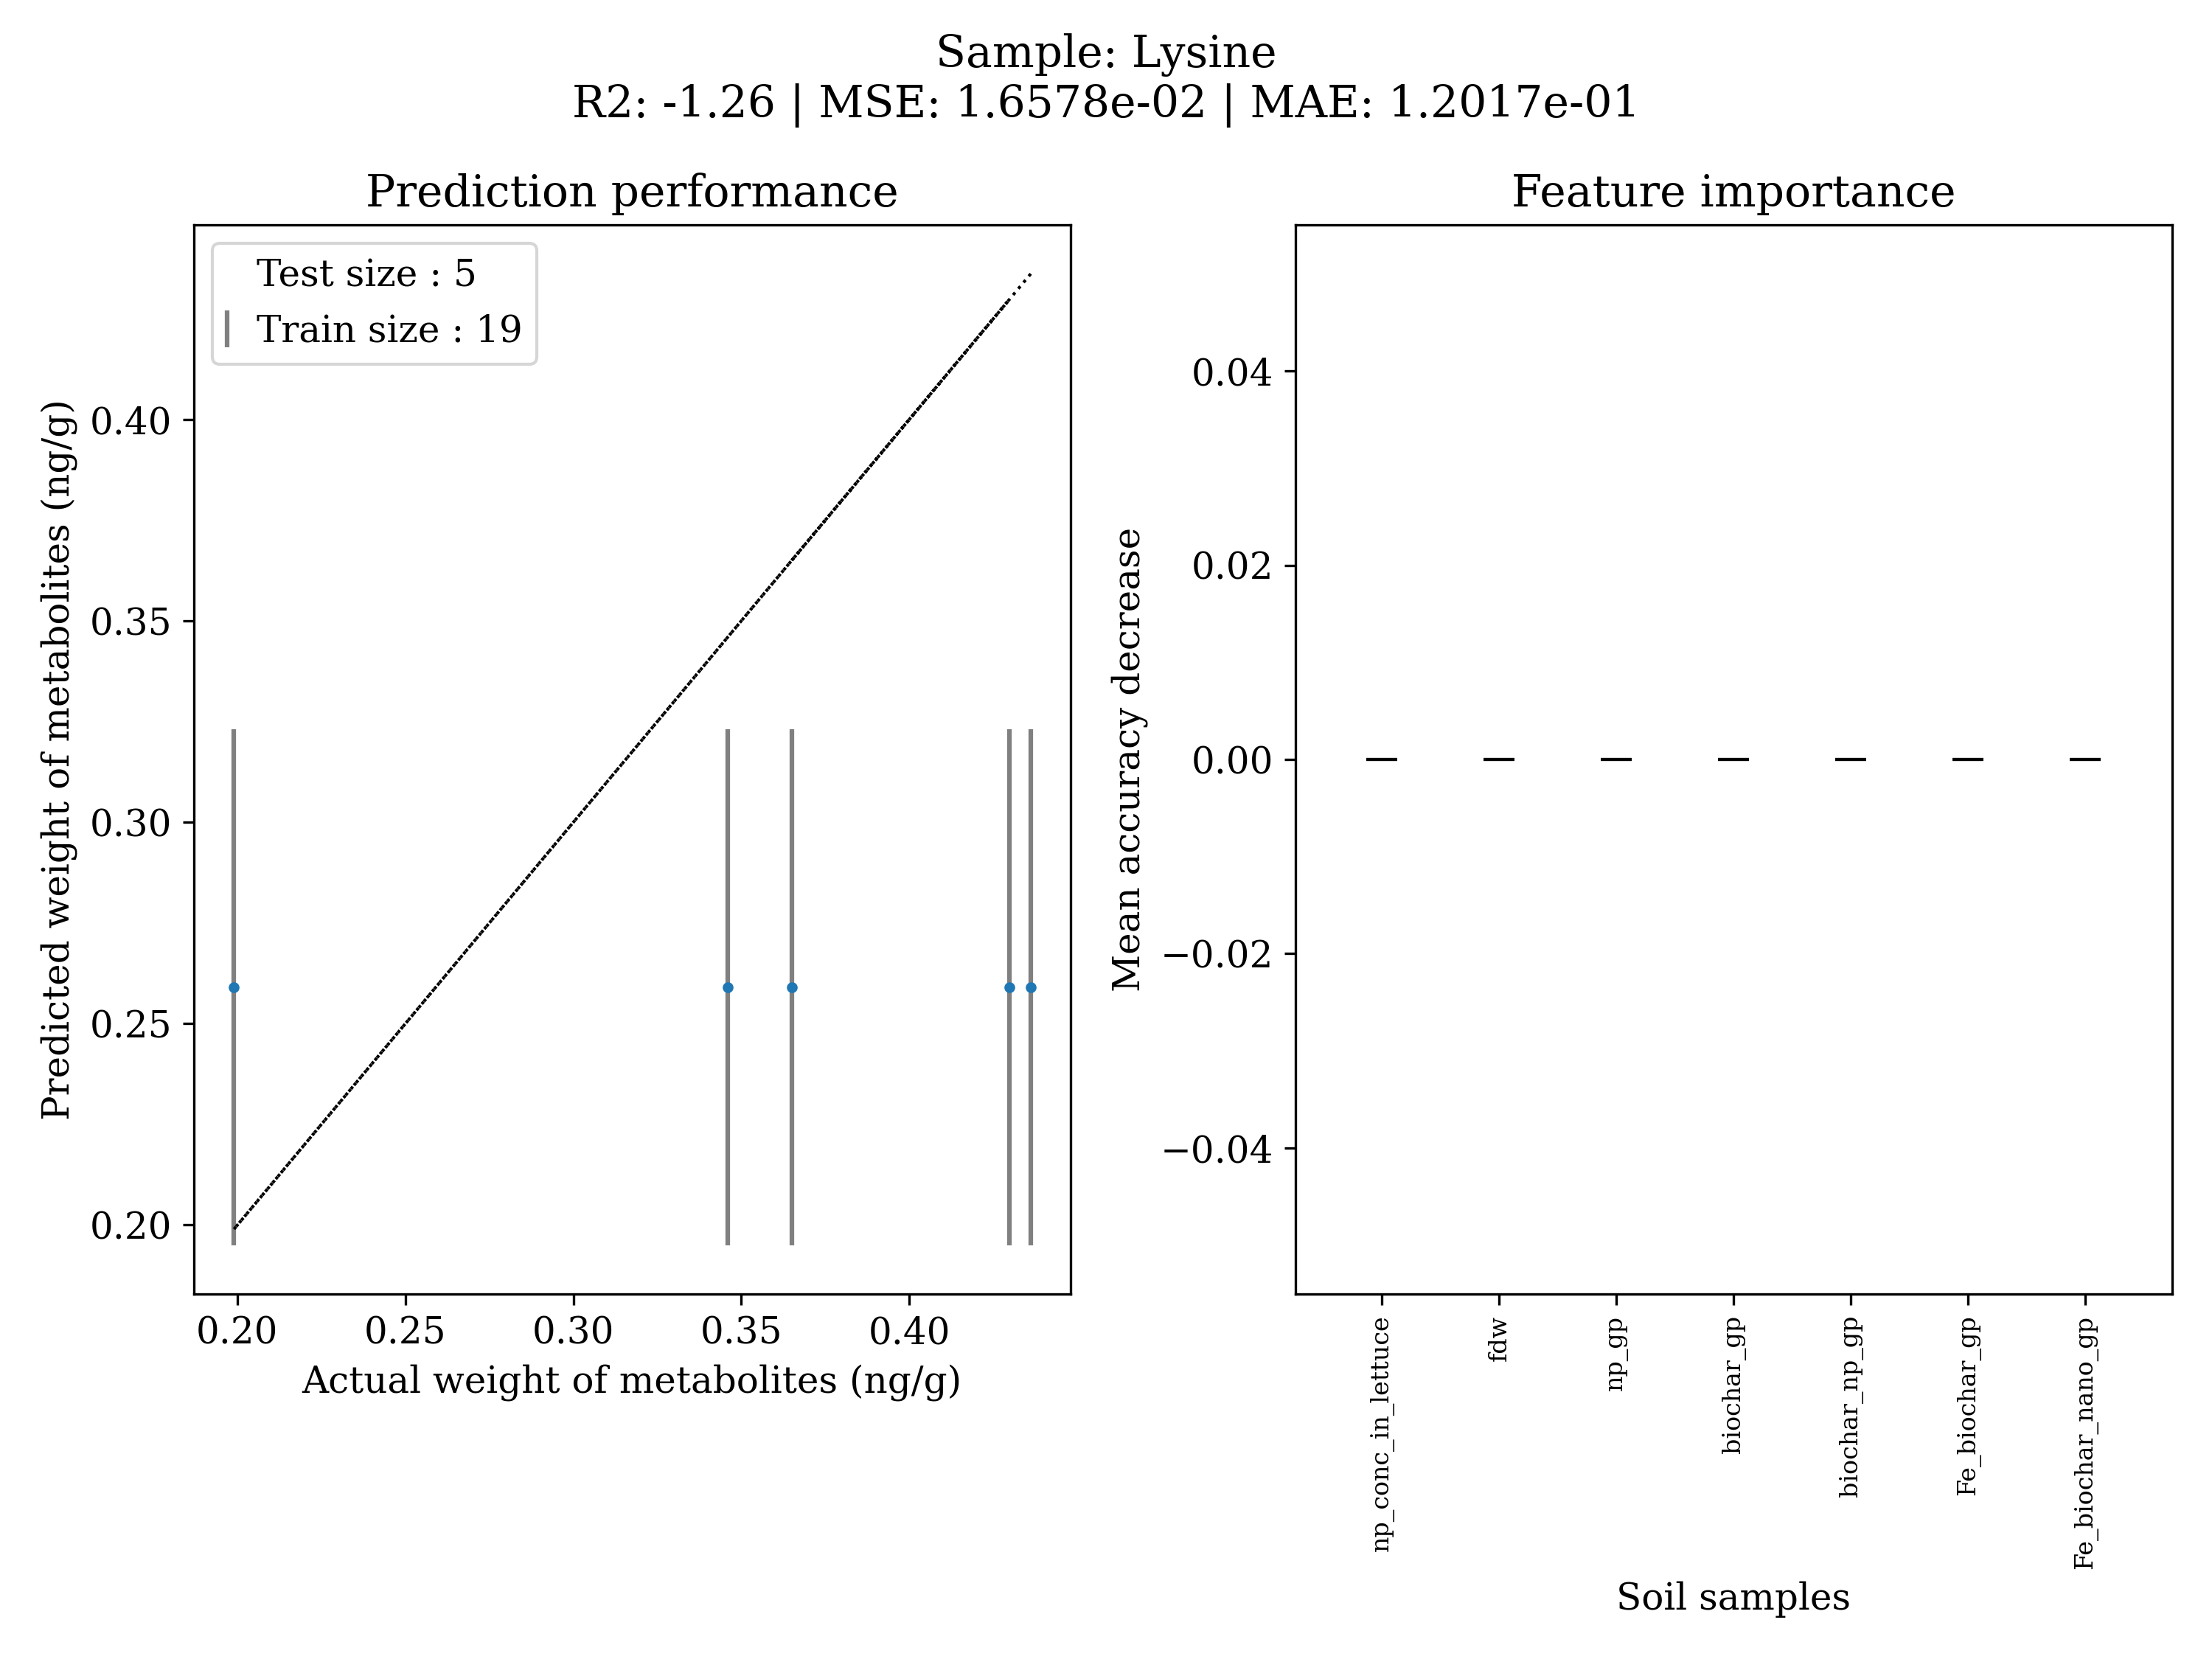 Sample: Lysine
R2: -1.26 | MSE: 1.6578e-02 | MAE: 1.2017e-01
Prediction performance
Test size : 5
Train size : 19
Predicted weight of metabolites (ng/g)
0.40
0.35
0.30
0.25
0.20
0.20 0.25 0.30 0.35 0.40
Actual weight of metabolites (ng/g)
Feature importance
Mean accuracy decrease
0.04
0.02
0.00
−0.02
−0.04
np_conc_in_lettuce
fdw
np_gp
biochar_gp
biochar_np_gp
Fe_biochar_gp
Fe_biochar_nano_gp
Soil samples